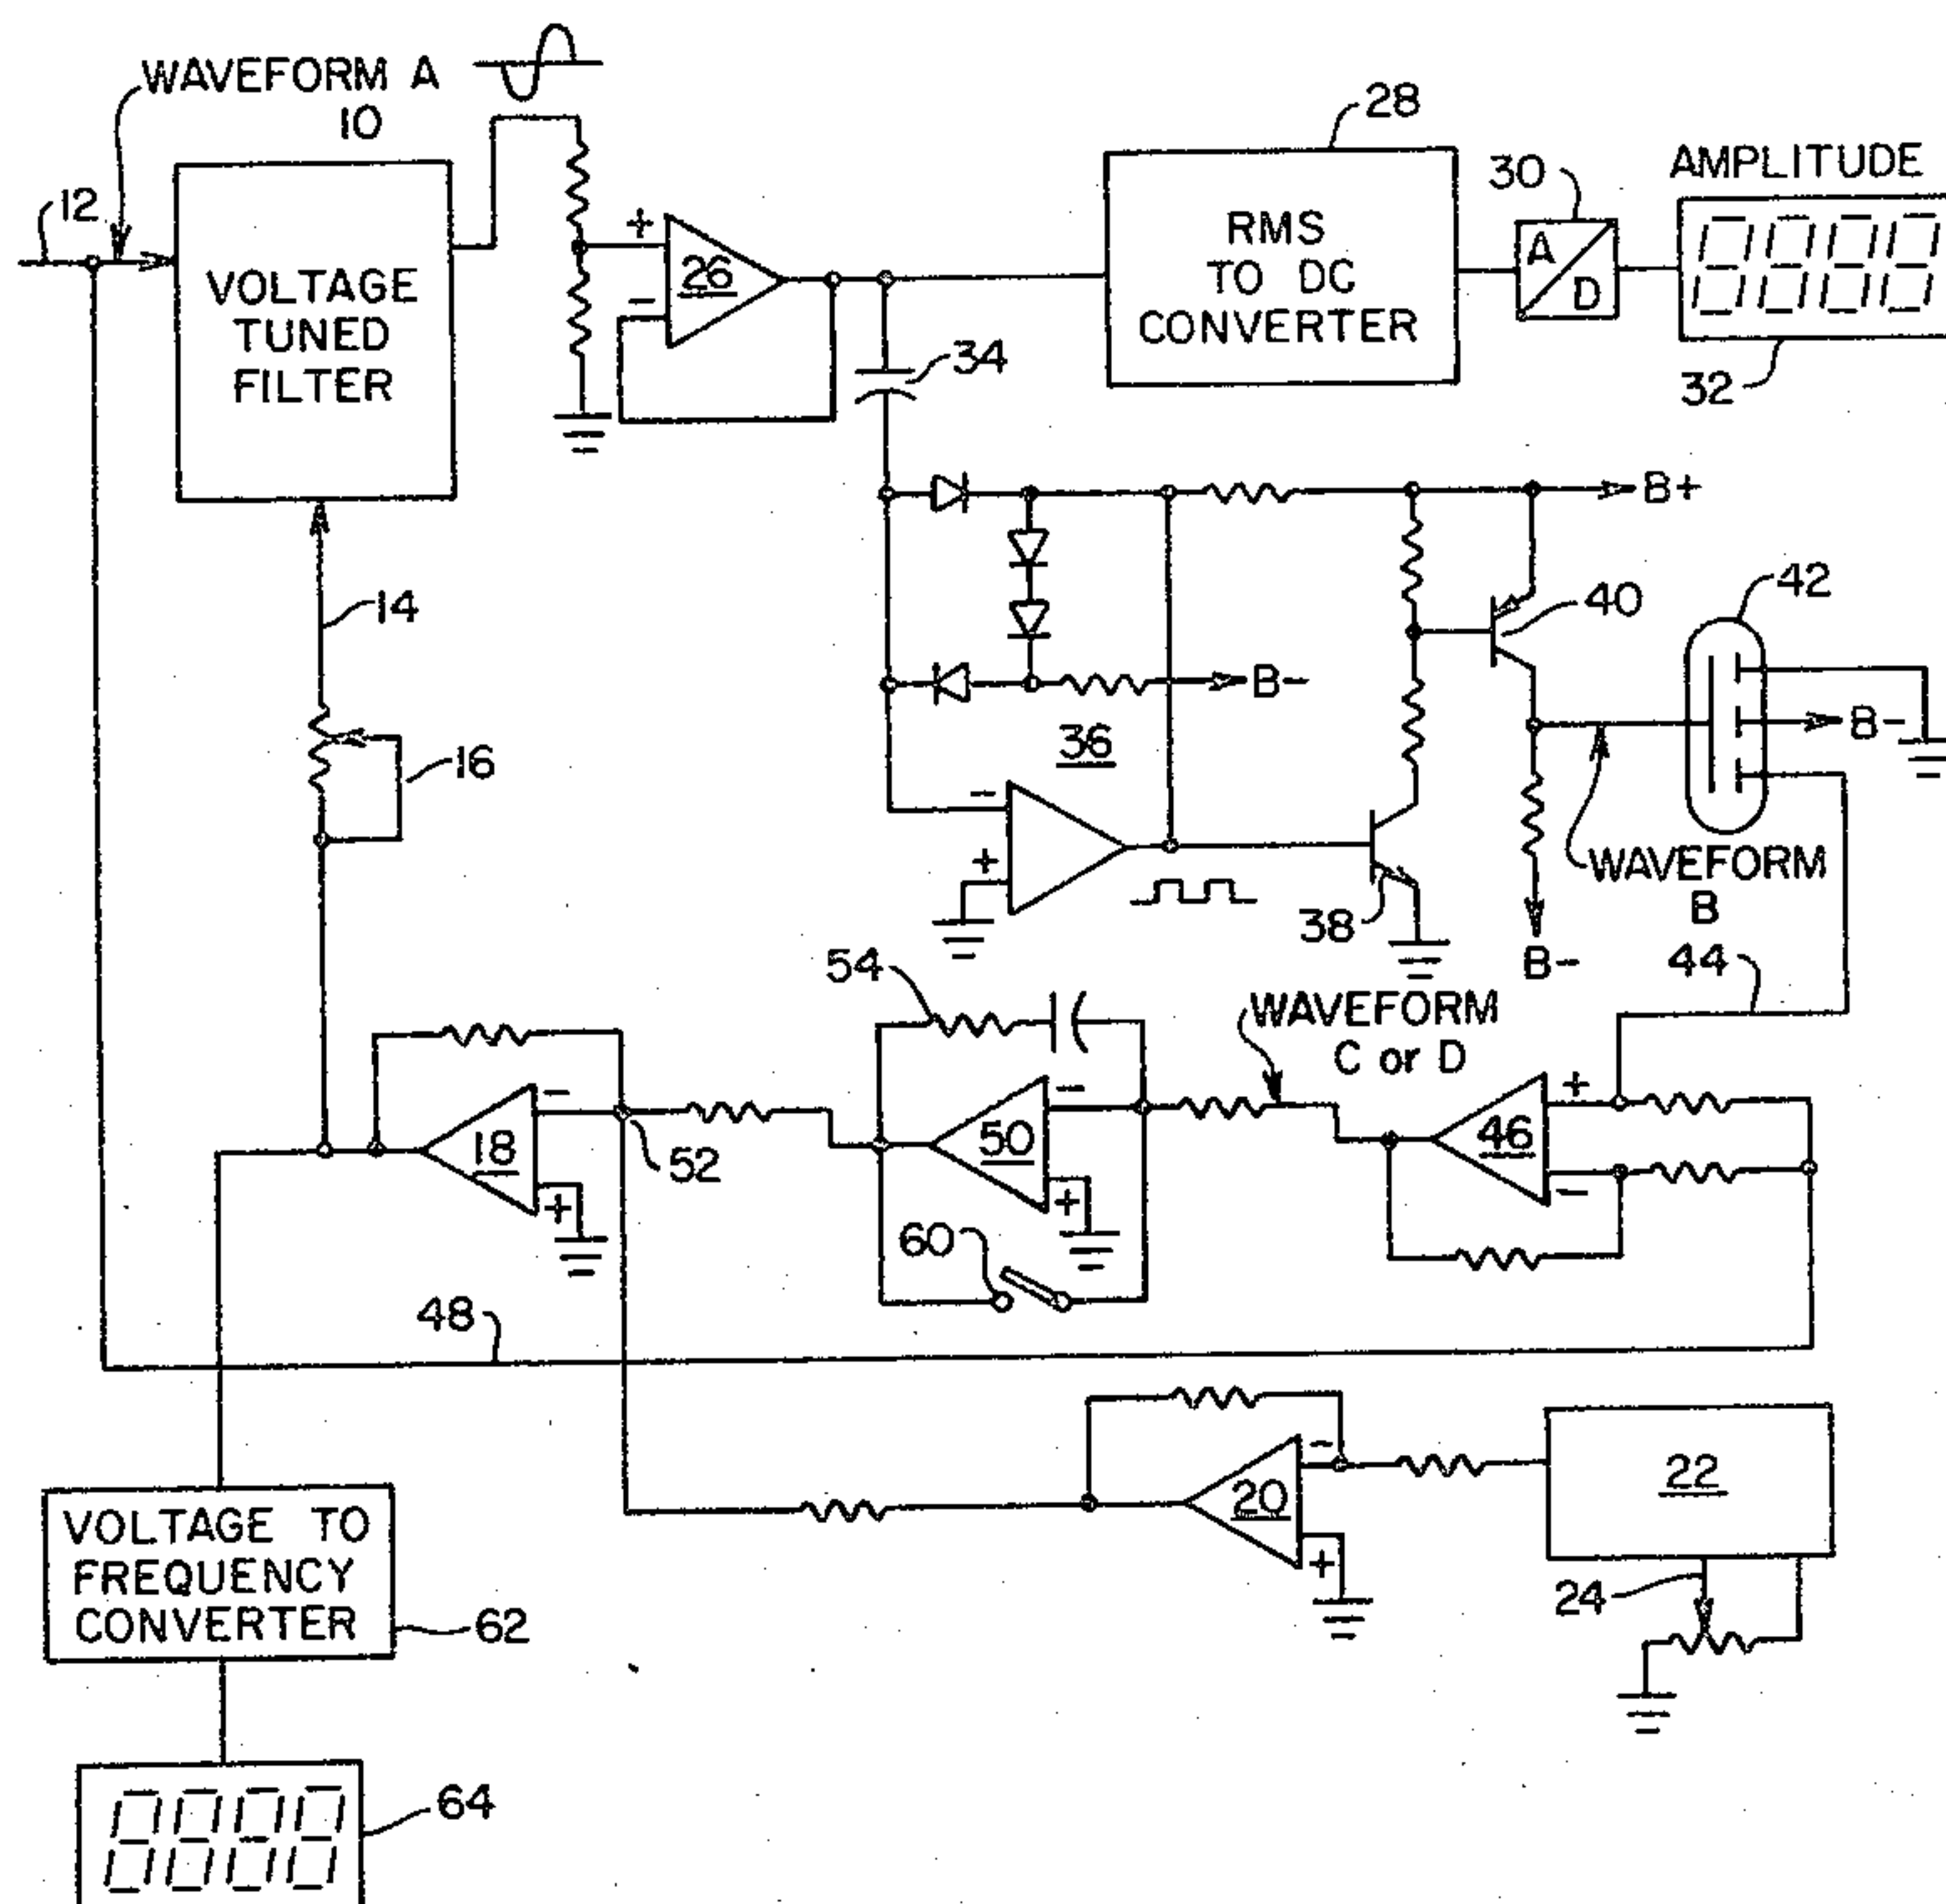 WAVEFORM A
10
12
VOLTAGE
TUNED
FILTER
+
-
26
28
RMS
TO DC
CONVERTER
30
A
D
AMPLITUDE
8888
32
34
B+
14
40
42
B-
B-
16
36
-
+
38
WAVEFORM
B
B-
44
54
WAVEFORM
C or D
-
18
+
52
-
50
+
+
46
-
60
48
-
20
+
22
24
VOLTAGE TO
FREQUENCY
CONVERTER
62
8888
64